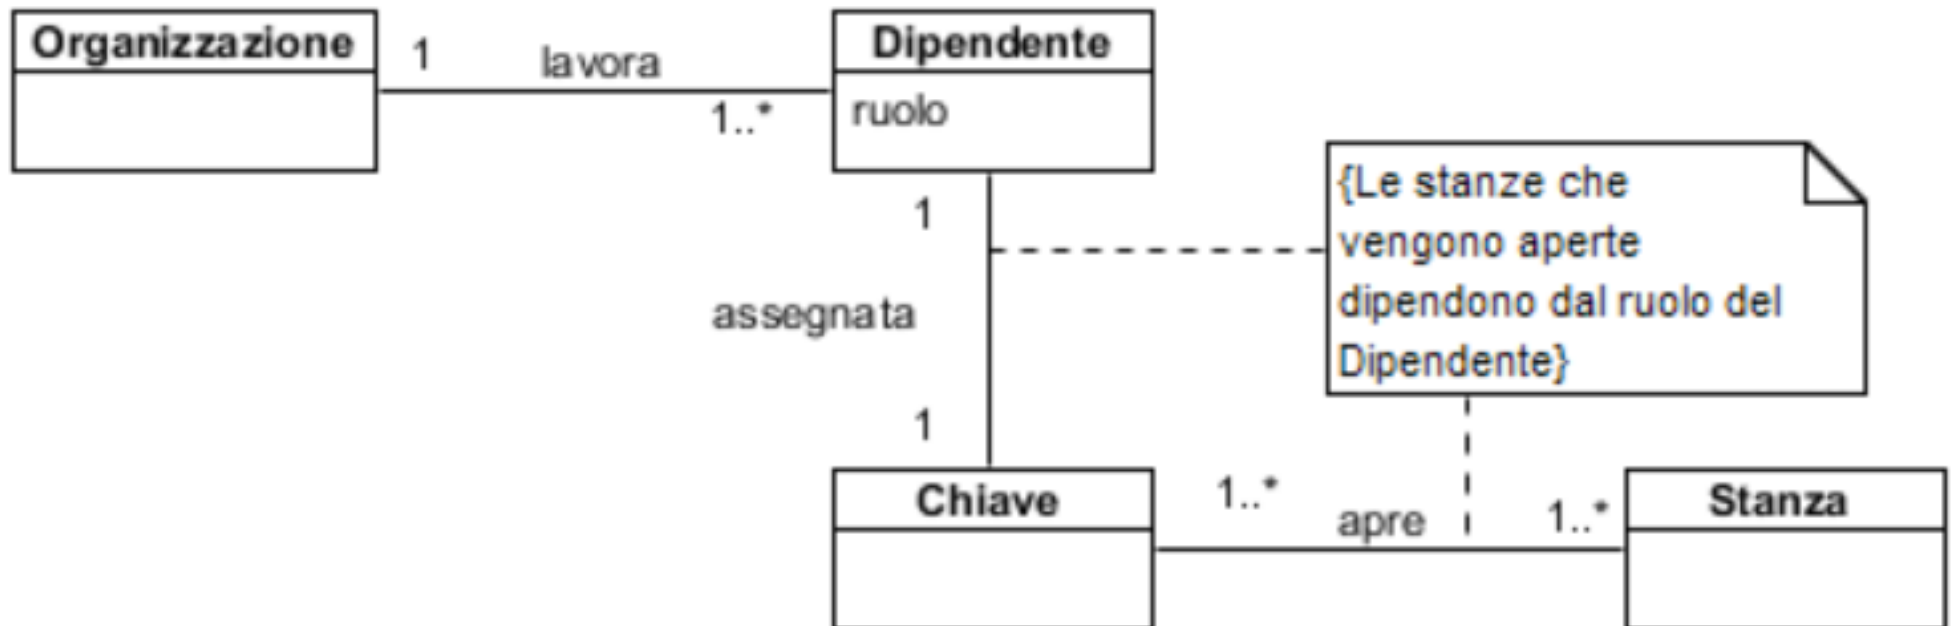 Organizzazione
1
lavora
1..*
Dipendente
ruolo
1
assegnata
1
{Le stanze che
vengono aperte
dipendono dal ruolo del
Dipendente}
Chiave
1..*
apre
1..*
Stanza